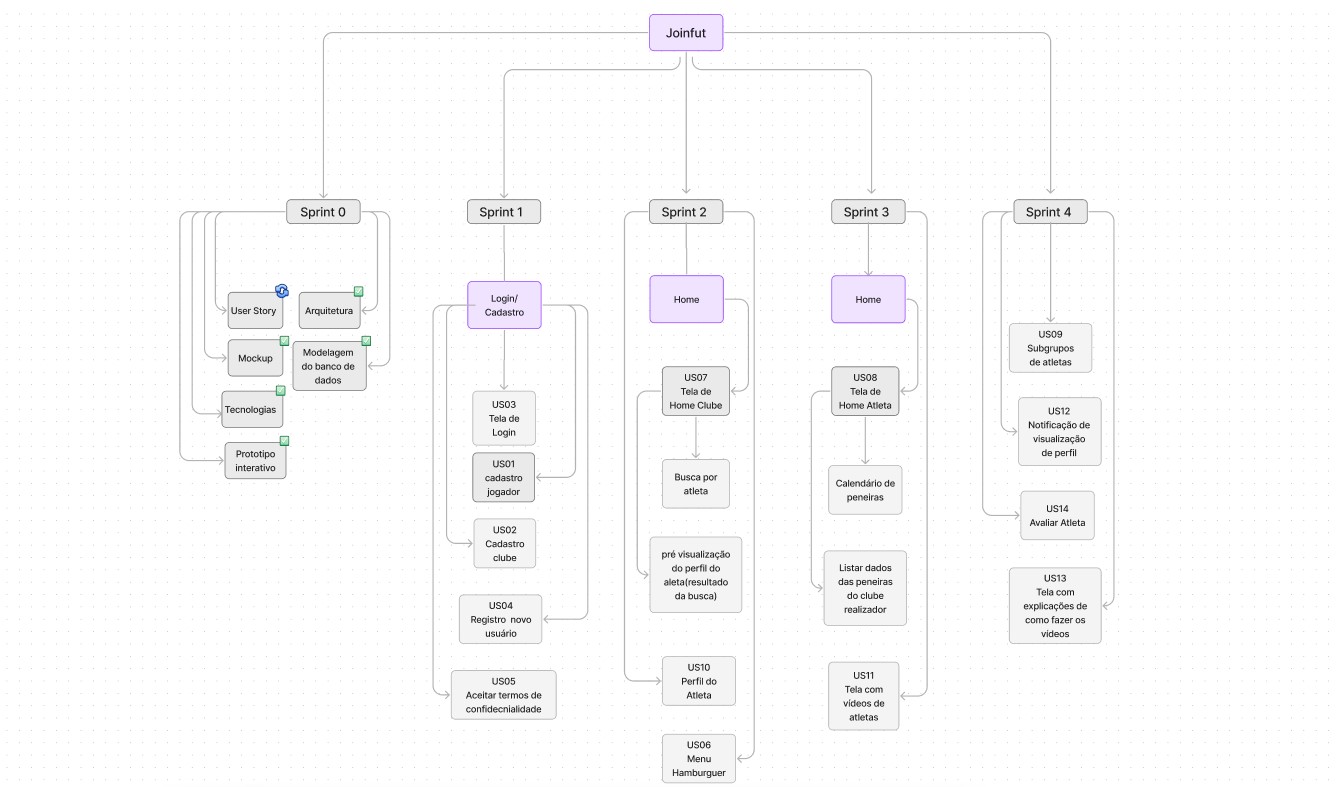 Joinfut
Sprint 0
User Story
Arquitetura
Mockup
Modelagem
do banco de
dados
Tecnologias
Prototipo
interativo
Sprint 1
Login/
Cadastro
US03
Tela de
Login
US01
cadastro
jogador
US02
Cadastro
clube
US04
Registro novo
usuário
US05
Aceitar termos de
confidecnialidade
Sprint 2
Home
US07
Tela de
Home Clube
Busca por
atleta
pré visualização
do perfil do
aleta(resultado
da busca)
US10
Perfil do
Atleta
US06
Menu
Hamburguer
Sprint 3
Home
US08
Tela de
Home Atleta
Calendário de
peneiras
Listar dados
das peneiras
do clube
realizador
US11
Tela com
vídeos de
atletas
Sprint 4
US09
Subgrupos
de atletas
US12
Notificação de
visualização
de perfil
US14
Avaliar Atleta
US13
Tela com
explicações de
como fazer os
vídeos